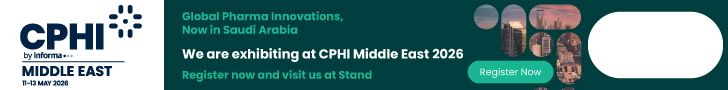 CPHI
by informa
MIDDLE EAST
11-13 MAY 2026
Global Pharma Innovations,
Now in Saudi Arabia
We are exhibiting at CPHI Middle East 2026
Register now and visit us at Stand
Register Now